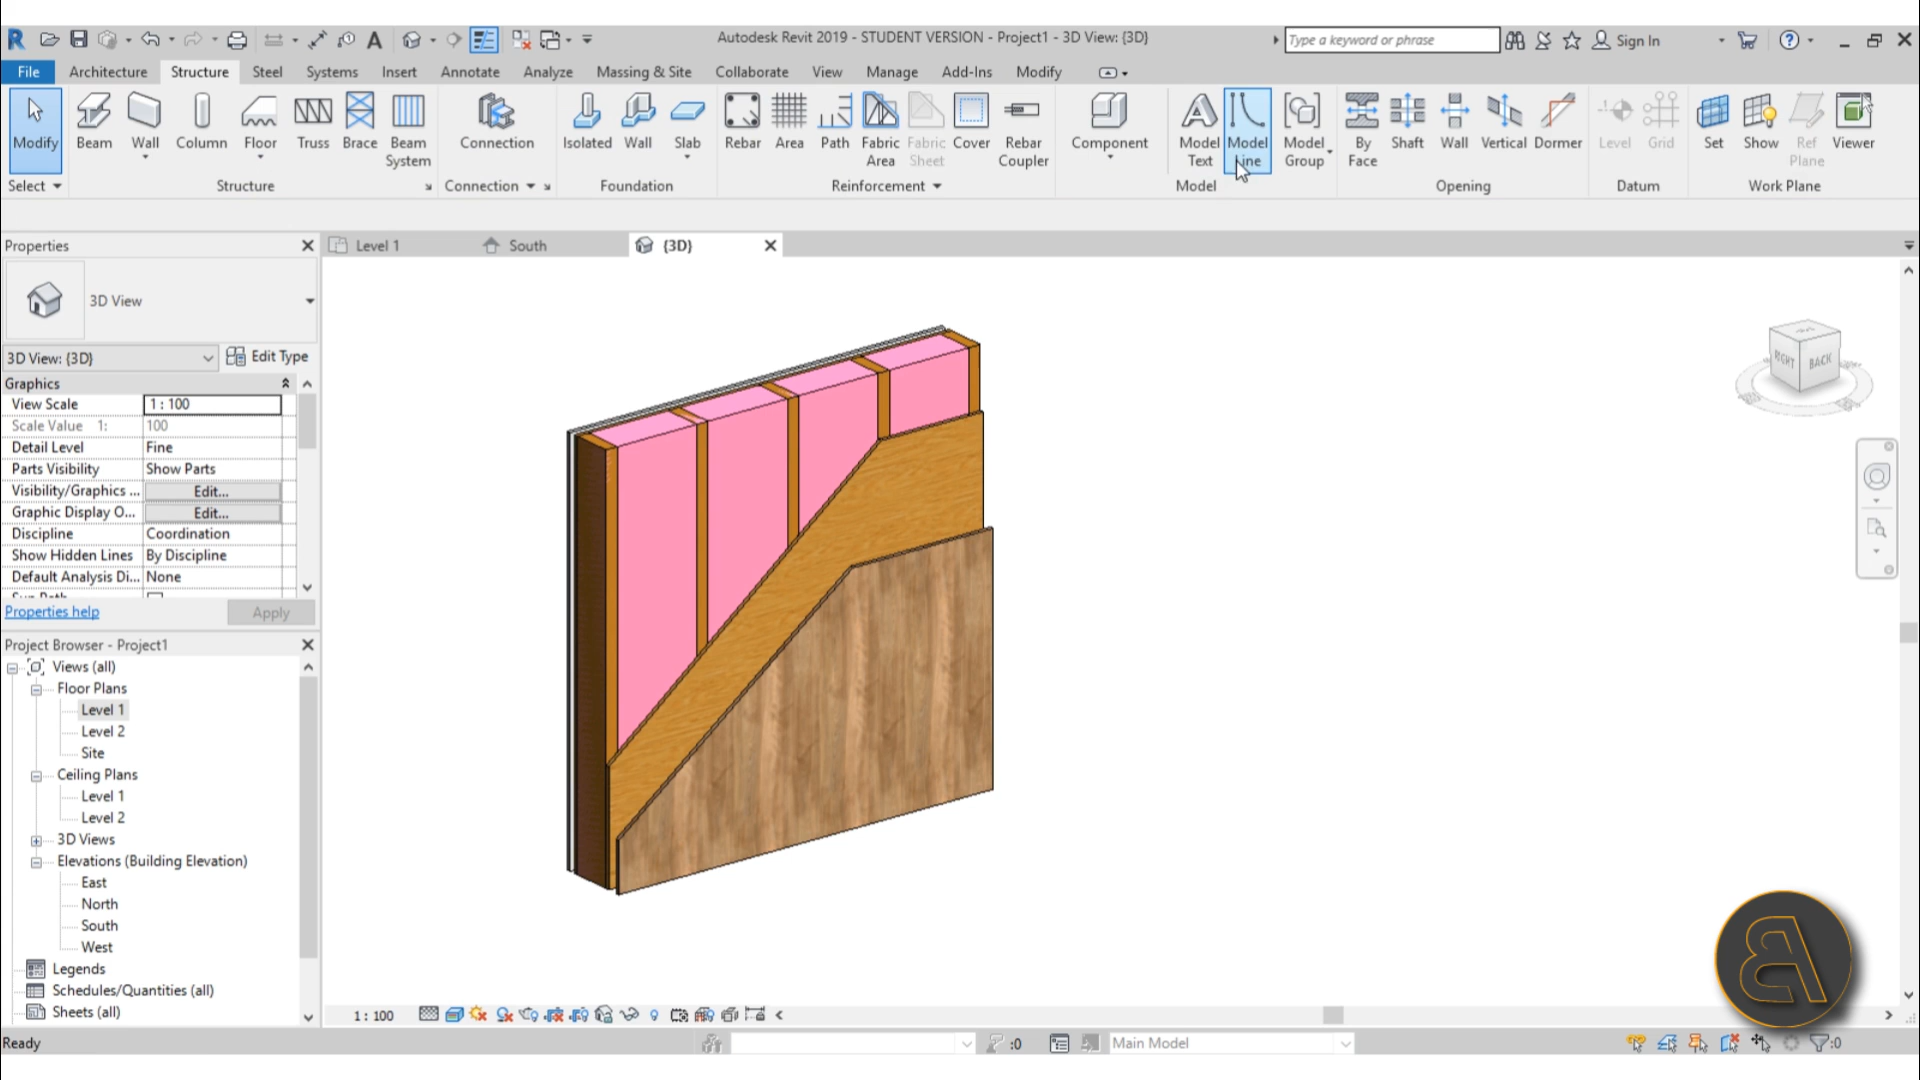 Autodesk Revit 2019 - STUDENT VERSION - Project1 - 3D View: {3D}
Type a keyword or phrase
Sign In
File Architecture Structure Steel Systems Insert Annotate Analyze Massing & Site Collaborate View Manage Add-Ins Modify
Modify Beam Wall Column Floor Truss Brace Beam System Connection Isolated Wall Slab Rebar Area Path Fabric Area Fabric Sheet Cover Rebar Coupler Component Model Text Model Line Model Group By Face Shaft Wall Vertical Dormer Level Grid Set Show Ref Plane Viewer
Select Structure Connection Foundation Reinforcement Model Opening Datum Work Plane
Properties
Level 1 South {3D}
3D View
3D View: {3D} Edit Type
Graphics
View Scale 1 : 100
Scale Value 1: 100
Detail Level Fine
Parts Visibility Show Parts
Visibility/Graphics ... Edit...
Graphic Display O... Edit...
Discipline Coordination
Show Hidden Lines By Discipline
Default Analysis Di... None
Properties help Apply
RIGHT BACK
Project Browser - Project1
Views (all)
Floor Plans
Level 1
Level 2
Site
Ceiling Plans
Level 1
Level 2
3D Views
Elevations (Building Elevation)
East
North
South
West
Legends
Schedules/Quantities (all)
Sheets (all)
1 : 100
Ready
:0
Main Model
:0